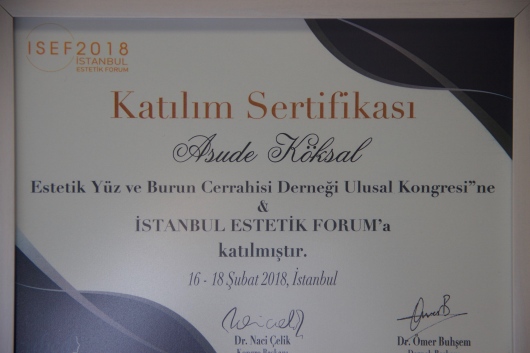 ISEF2018
İSTANBUL
ESTETİK FORUM
Katılım Sertifikası
Asude Köksal
Estetik Yüz ve Burun Cerrahisi Derneği Ulusal Kongresi"ne
&
İSTANBUL ESTETİK FORUM'a
katılmıştır.
16 - 18 Şubat 2018, İstanbul
Dr. Naci Çelik
Dr. Ömer Buhşem